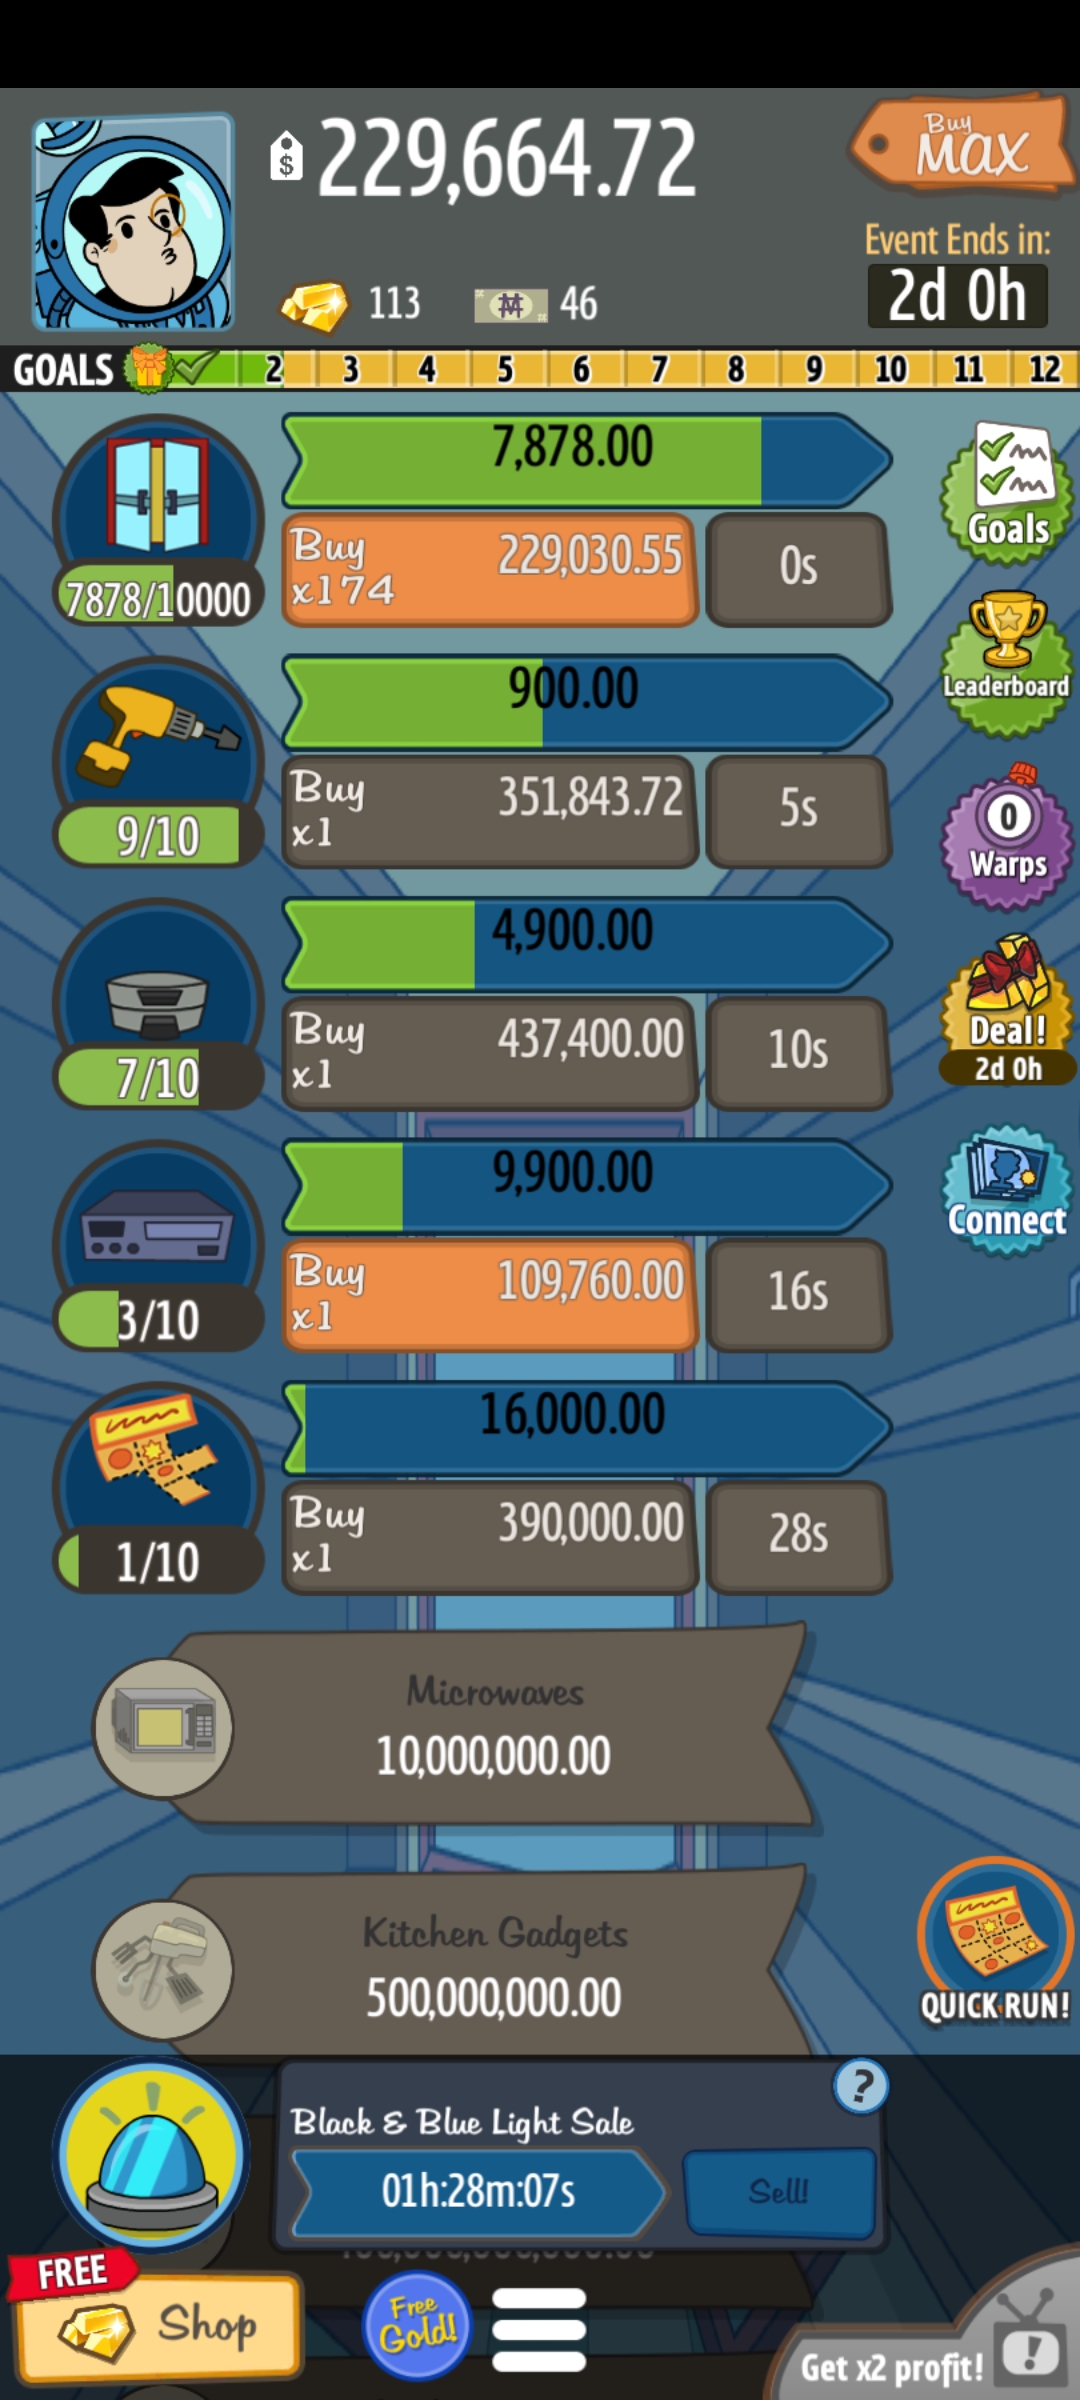 $ 229,664.72
Buy
MAX
Event Ends in:
2d 0h
113 46
GOALS 2 3 4 5 6 7 8 9 10 11 12
7,878.00
Buy
x174
229,030.55
0s
7878/10000
Goals
Leaderboard
900.00
Buy
x1
351,843.72
5s
9/10
0
Warps
4,900.00
Buy
x1
437,400.00
10s
7/10
Deal!
2d 0h
9,900.00
Buy
x1
109,760.00
16s
3/10
Connect
16,000.00
Buy
x1
390,000.00
28s
1/10
Microwaves
10,000,000.00
Kitchen Gadgets
500,000,000.00
QUICK RUN!
Black & Blue Light Sale
?
01h:28m:07s
Sell!
FREE
Shop
Free
Gold!
Get x2 profit!